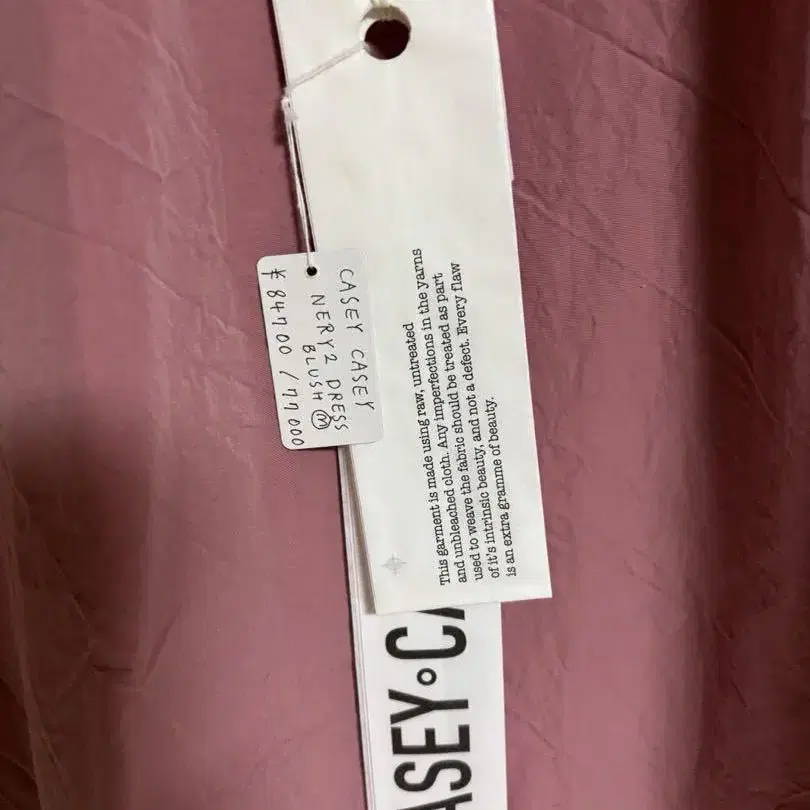 CASEY CASEY
NERY2 DRESS
BLUSH Ⓜ
¥84700 / 77000
This garment is made using raw, untreated
and unbleached cloth. Any imperfections in the yarns
used to weave the fabric should be treated as part
of it's intrinsic beauty, and not a defect. Every flaw
is an extra gramme of beauty.
ASEY°CA